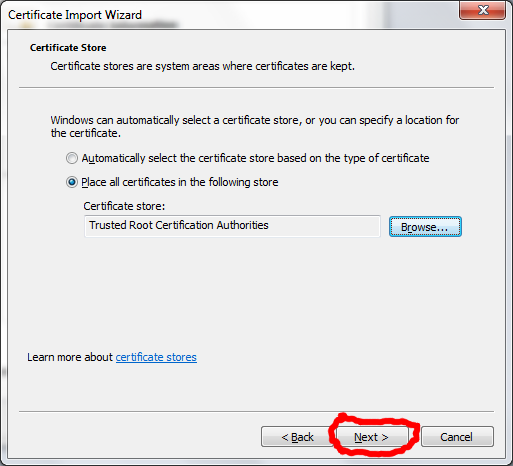 Certificate Import Wizard
Certificate Store
Certificate stores are system areas where certificates are kept.
Windows can automatically select a certificate store, or you can specify a location for
the certificate.
Automatically select the certificate store based on the type of certificate
Place all certificates in the following store
Certificate store:
Trusted Root Certification Authorities
Browse...
Learn more about certificate stores
< Back
Next >
Cancel